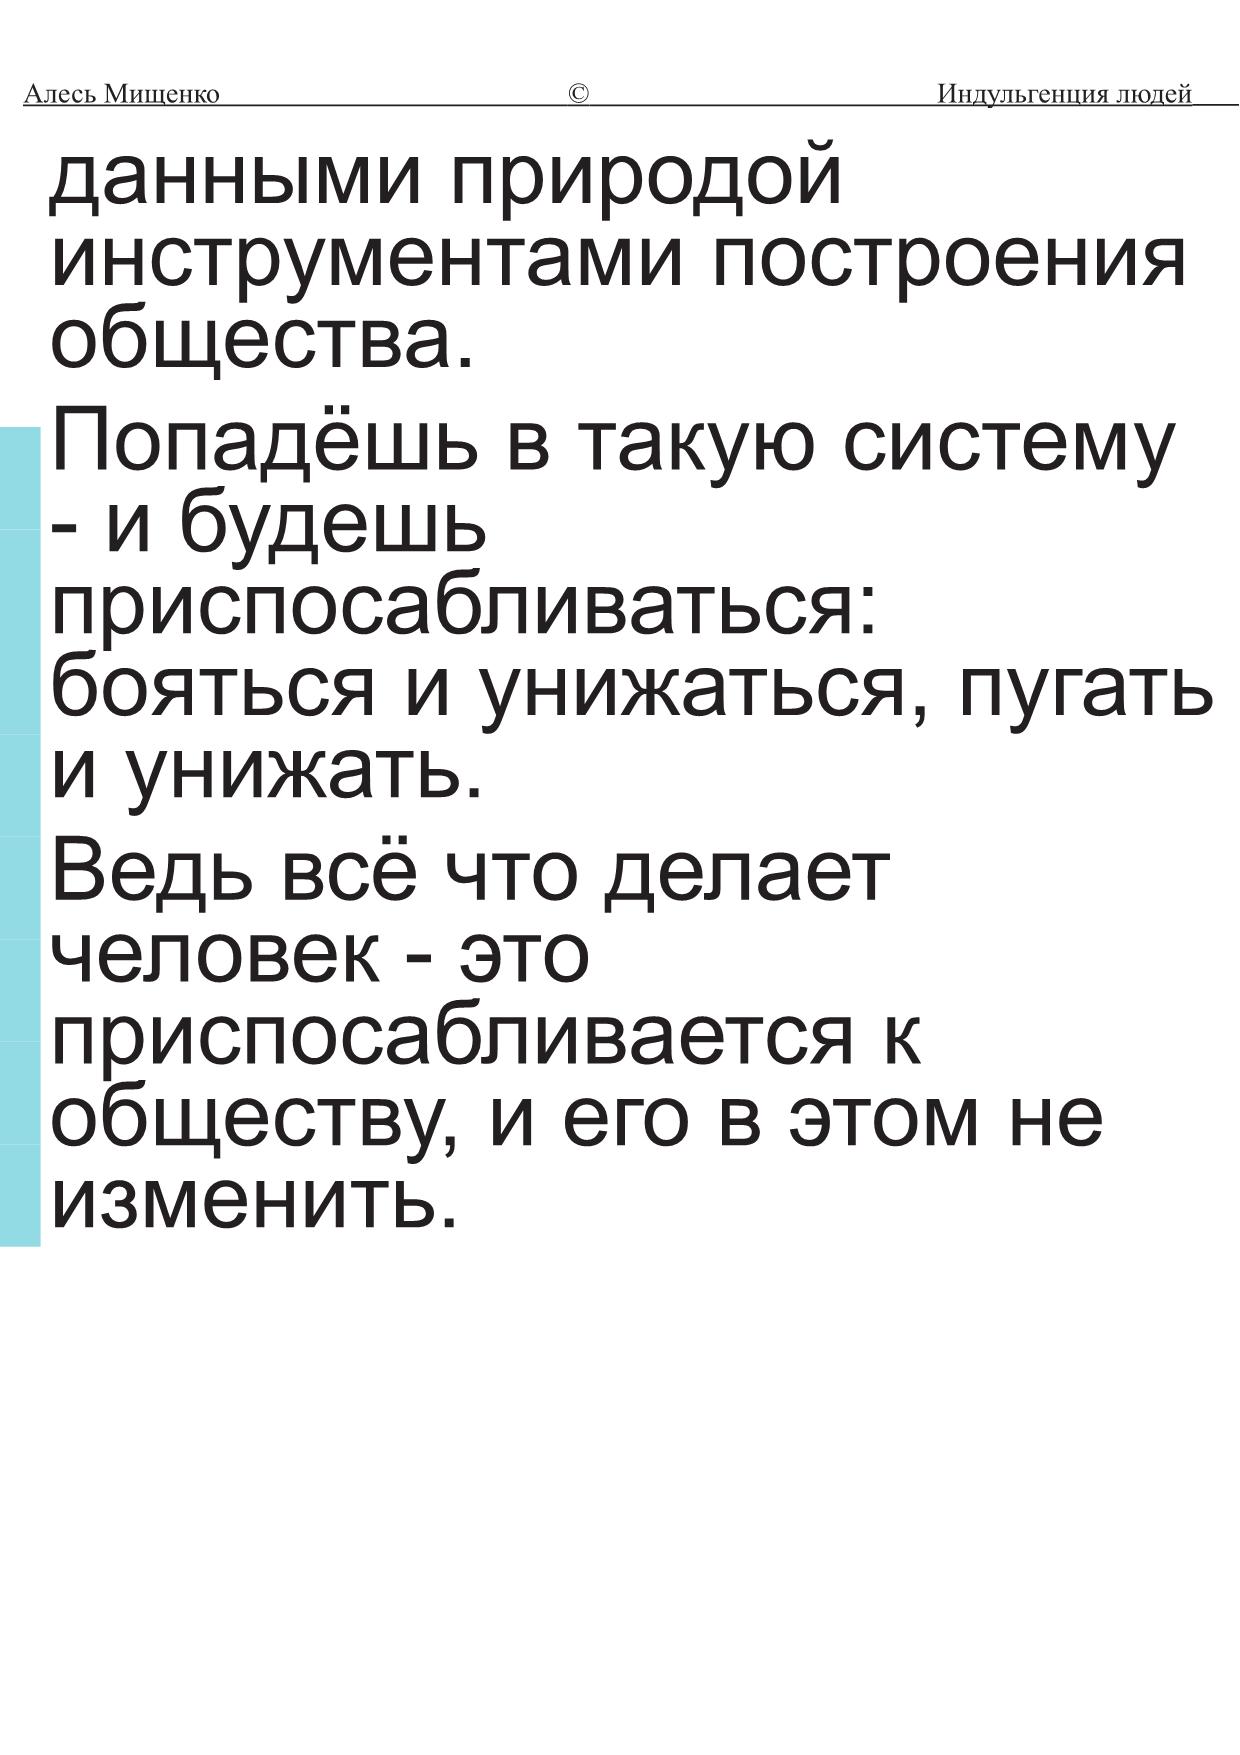 Алесь Мищенко © Индульгенция людей
данными природой
инструментами построения
общества.
Попадёшь в такую систему
- и будешь
приспосабливаться:
бояться и унижаться, пугать
и унижать.
Ведь всё что делает
человек - это
приспосабливается к
обществу, и его в этом не
изменить.